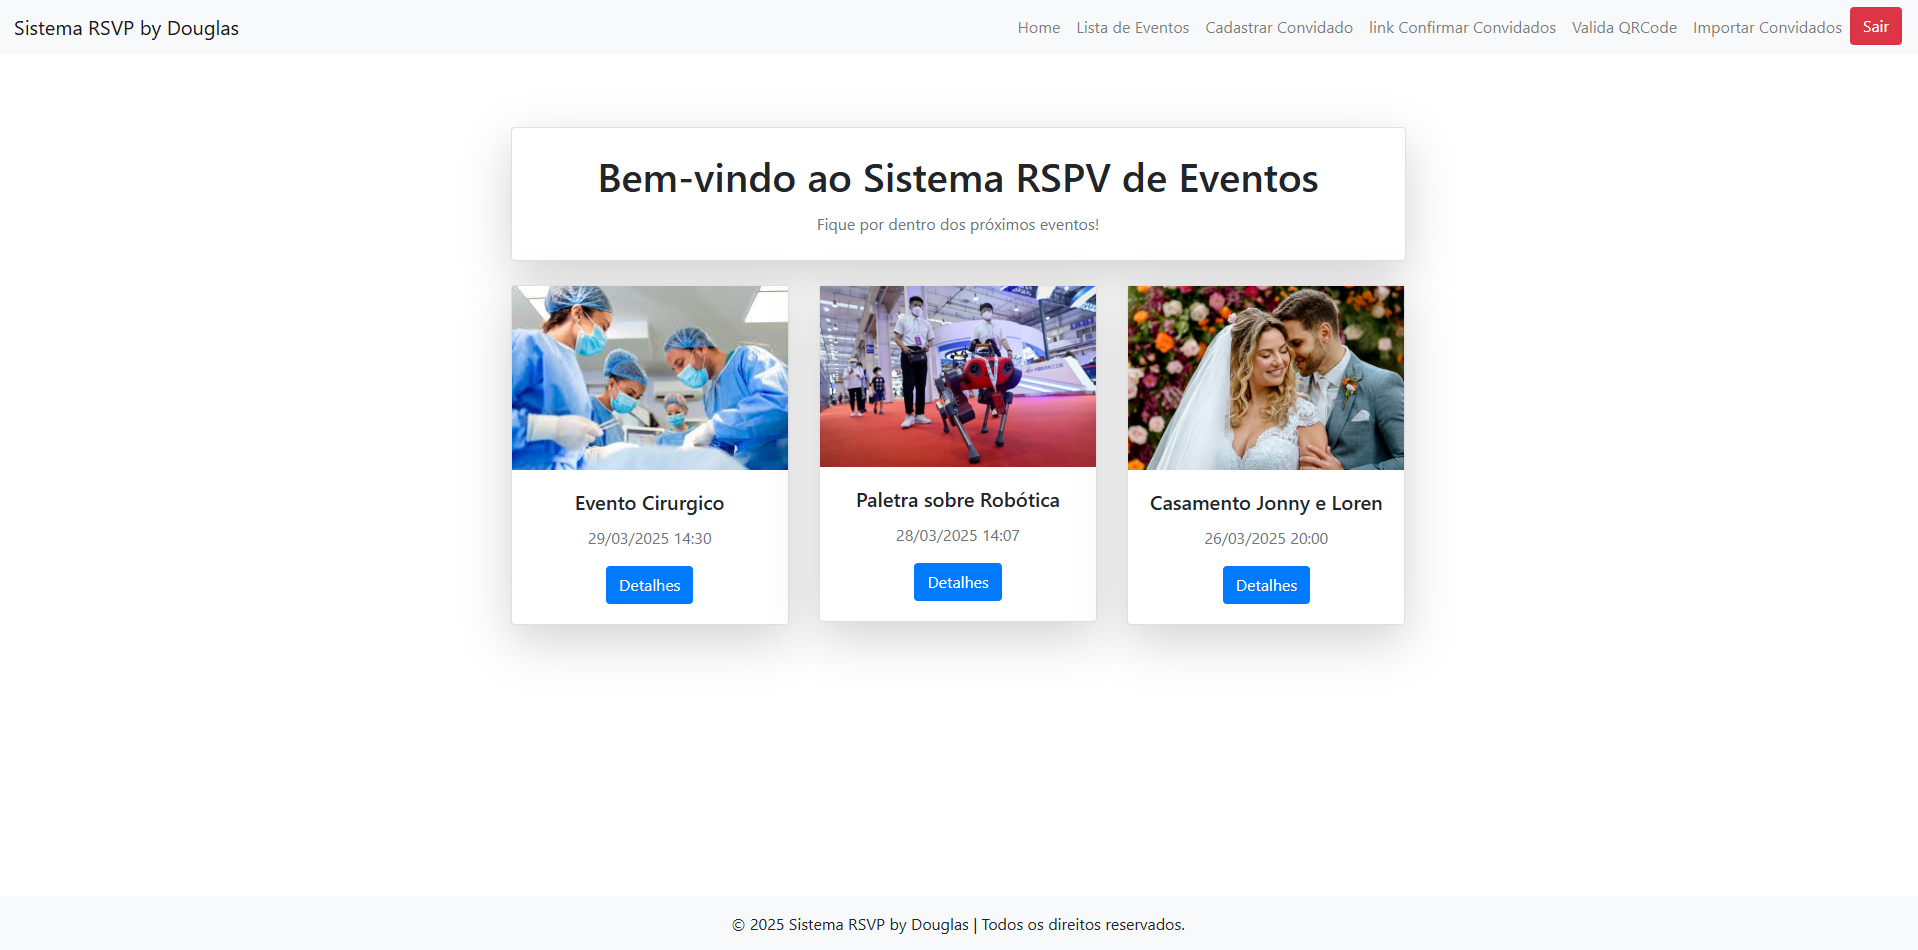 Sistema RSVP by Douglas
Home Lista de Eventos Cadastrar Convidado link Confirmar Convidados Valida QRCode Importar Convidados Sair
Bem-vindo ao Sistema RSPV de Eventos
Fique por dentro dos próximos eventos!
Evento Cirurgico
29/03/2025 14:30
Detalhes
Paletra sobre Robótica
28/03/2025 14:07
Detalhes
Casamento Jonny e Loren
26/03/2025 20:00
Detalhes
© 2025 Sistema RSVP by Douglas | Todos os direitos reservados.